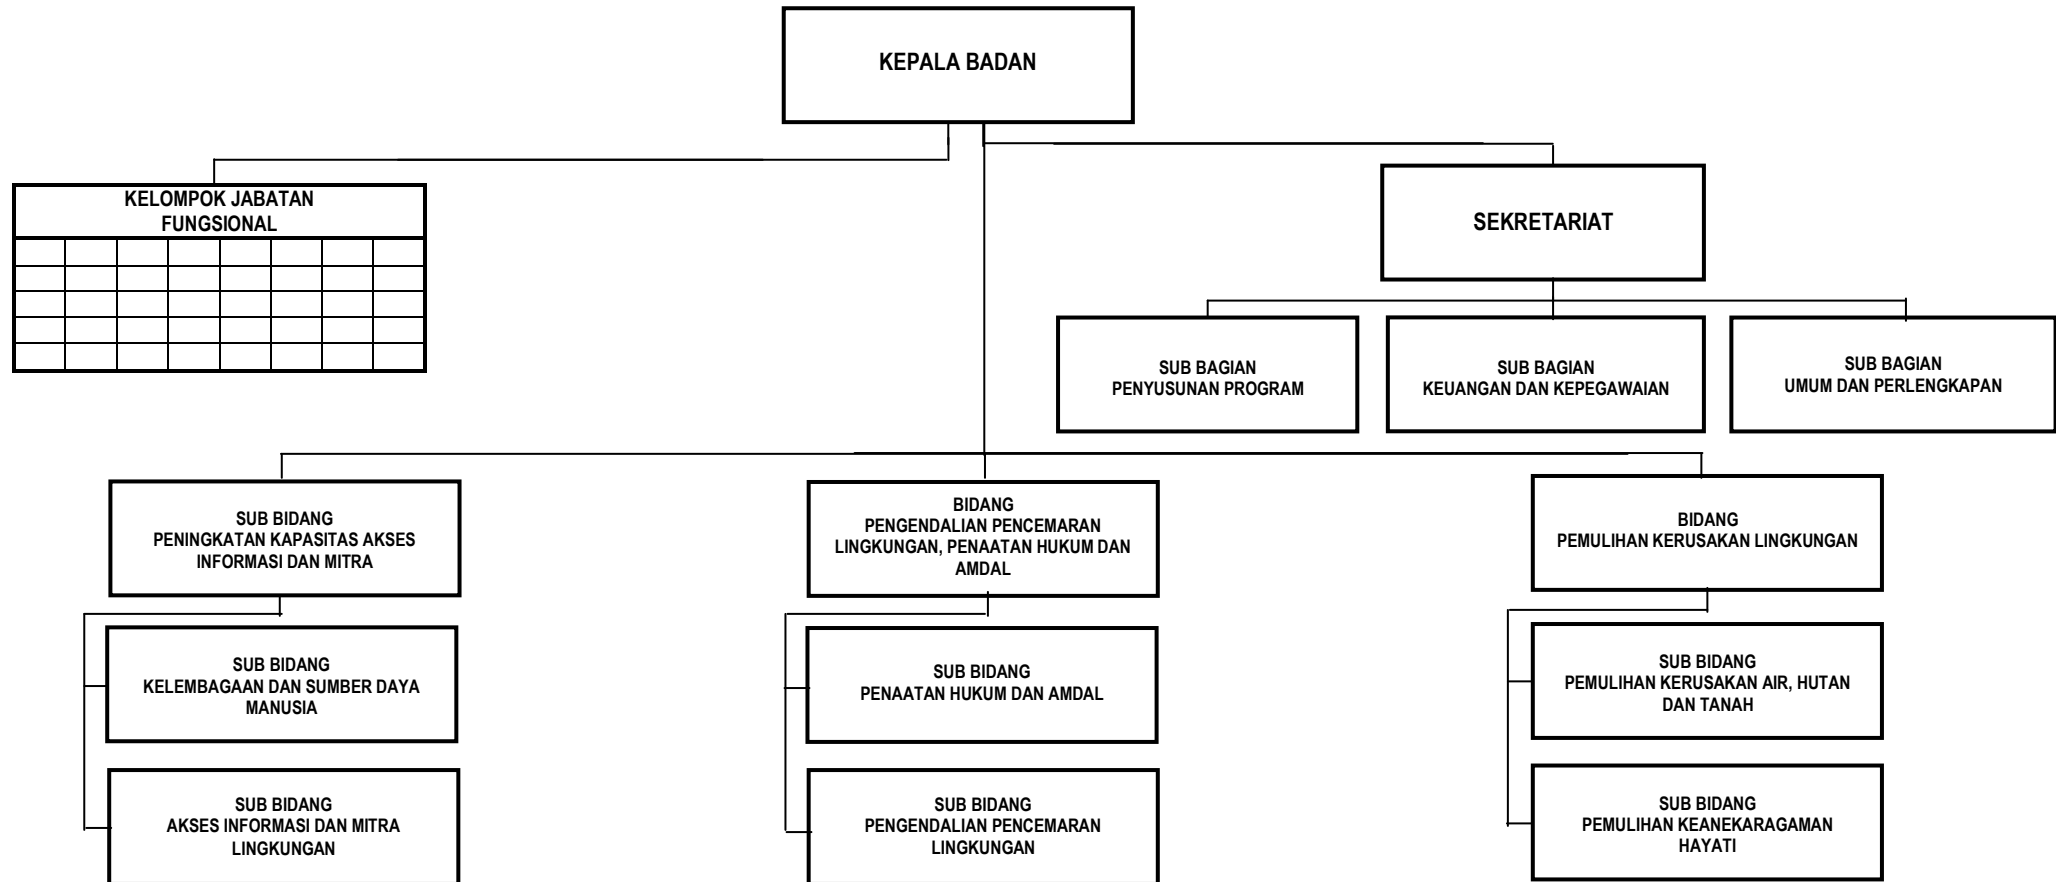 KEPALA BADAN
KELOMPOK JABATAN
FUNGSIONAL
SEKRETARIAT
SUB BAGIAN
PENYUSUNAN PROGRAM
SUB BAGIAN
KEUANGAN DAN KEPEGAWAIAN
SUB BAGIAN
UMUM DAN PERLENGKAPAN
SUB BIDANG
PENINGKATAN KAPASITAS AKSES
INFORMASI DAN MITRA
BIDANG
PENGENDALIAN PENCEMARAN
LINGKUNGAN, PENAATAN HUKUM DAN
AMDAL
BIDANG
PEMULIHAN KERUSAKAN LINGKUNGAN
SUB BIDANG
KELEMBAGAAN DAN SUMBER DAYA
MANUSIA
SUB BIDANG
PENAATAN HUKUM DAN AMDAL
SUB BIDANG
PEMULIHAN KERUSAKAN AIR, HUTAN
DAN TANAH
SUB BIDANG
AKSES INFORMASI DAN MITRA
LINGKUNGAN
SUB BIDANG
PENGENDALIAN PENCEMARAN
LINGKUNGAN
SUB BIDANG
PEMULIHAN KEANEKARAGAMAN
HAYATI